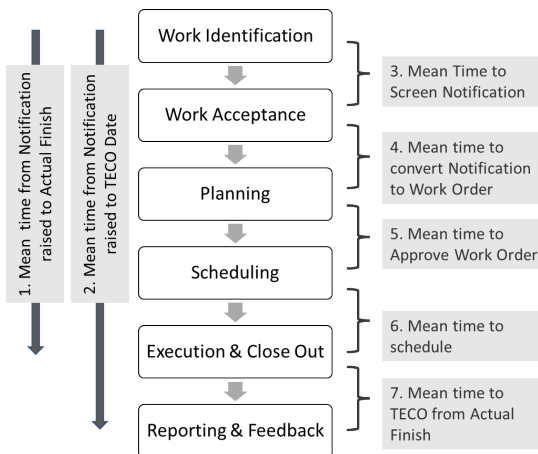 1. Mean time from Notification
raised to Actual Finish
2. Mean time from Notification
raised to TECO Date
Work Identification
Work Acceptance
Planning
Scheduling
Execution & Close Out
Reporting & Feedback
3. Mean Time to
Screen Notification
4. Mean time to
convert Notification
to Work Order
5. Mean time to
Approve Work Order
6. Mean time to
schedule
7. Mean time to
TECO from Actual
Finish